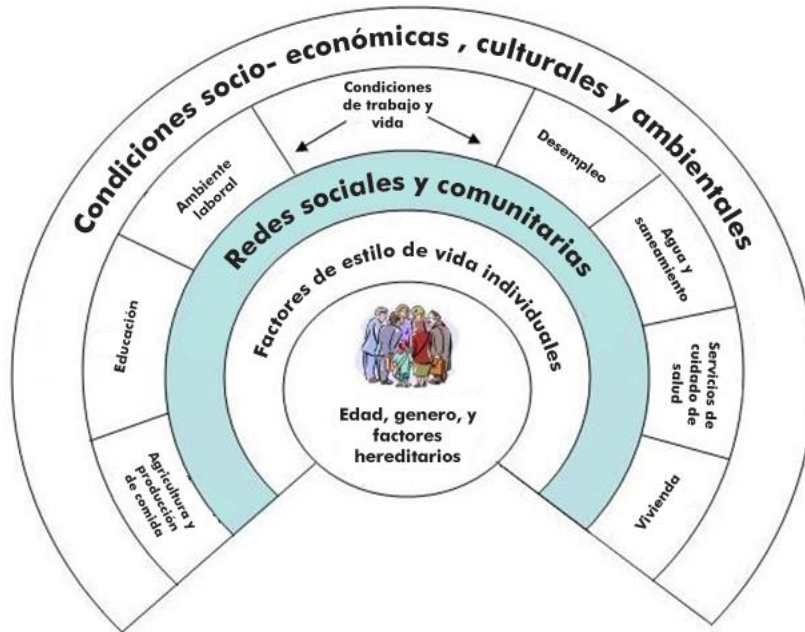 Condiciones socio- económicas , culturales y ambientales
Condiciones
de trabajo y
vida
Ambiente
laboral
Desempleo
Redes sociales y comunitarias
Agua y
saneamiento
Factores de estilo de vida individuales
Educación
Servicios de
cuidado de
salud
Edad, genero, y
factores
hereditarios
Agricultura y
producción
de comida
Vivienda